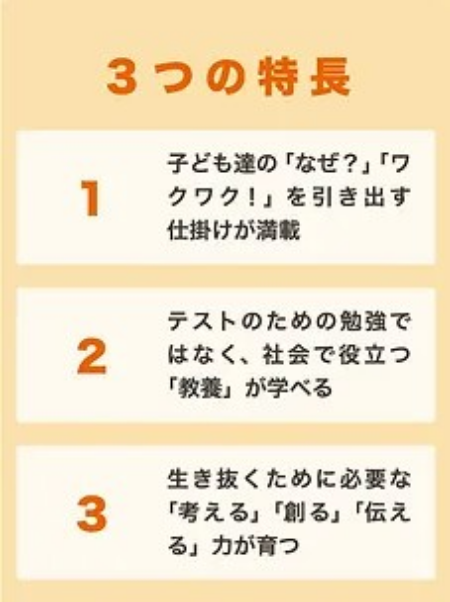 3つの特長
1
子ども達の「なぜ?」「ワ
クワク!」を引き出す
仕掛けが満載
2
テストのための勉強で
はなく、社会で役立つ
「教養」が学べる
3
生き抜くために必要な
「考える」「創る」「伝え
る」力が育つ